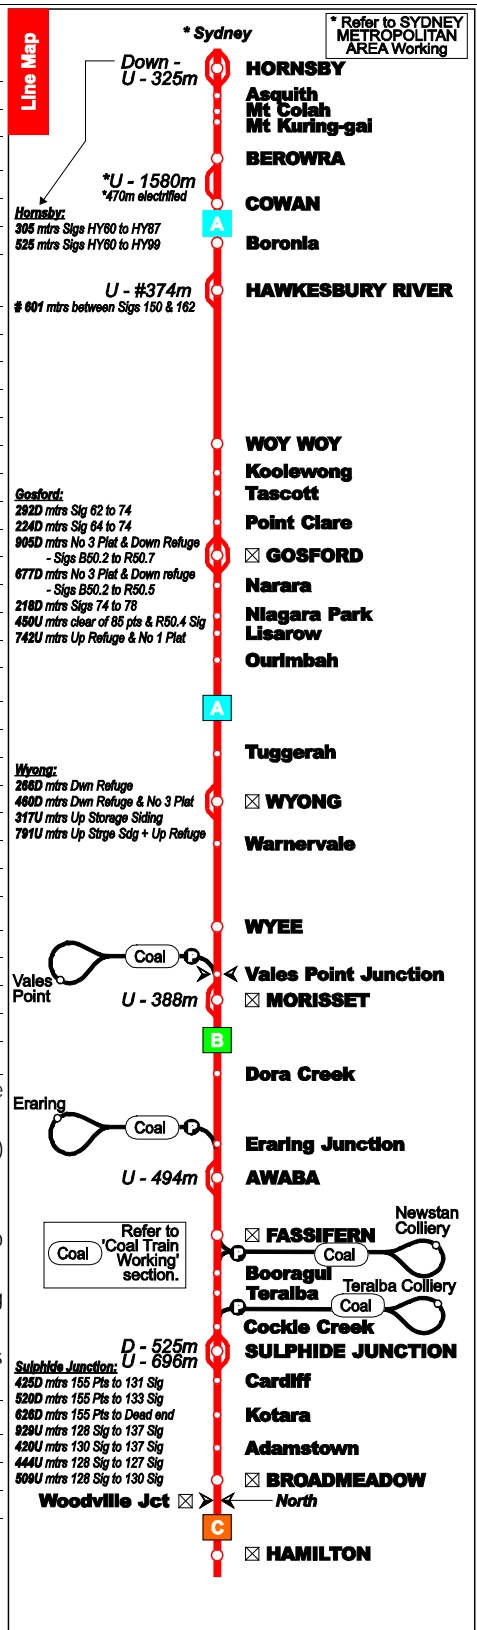 Line Map
* Sydney
* Refer to SYDNEY
METROPOLITAN
AREA Working
Down -
U - 325m
HORNSBY
Asquith
Mt Colah
Mt Kuring-gai
BEROWRA
*U - 1580m
*470m electrified
COWAN
Hornsby:
305 mtrs Sigs HY60 to HY87
525 mtrs Sigs HY60 to HY99
A
Boronia
U - #374m
# 601 mtrs between Sigs 150 & 162
HAWKESBURY RIVER
WOY WOY
Koolewong
Tascott
Point Clare
Gosford:
292D mtrs Sig 62 to 74
224D mtrs Sig 64 to 74
905D mtrs No 3 Plat & Down Refuge
- Sigs B50.2 to R50.7
677D mtrs No 3 Plat & Down refuge
- Sigs B50.2 to R50.5
218D mtrs Sigs 74 to 78
450U mtrs clear of 85 pts & R50.4 Sig
742U mtrs Up Refuge & No 1 Plat
GOSFORD
Narara
Niagara Park
Lisarow
Ourimbah
A
Tuggerah
Wyong:
266D mtrs Dwn Refuge
460D mtrs Dwn Refuge & No 3 Plat
317U mtrs Up Storage Siding
791U mtrs Up Strge Sdg + Up Refuge
WYONG
Warnervale
WYEE
Coal
Vales
Point
Vales Point Junction
U - 388m
MORISSET
B
Dora Creek
Eraring
Coal
Eraring Junction
U - 494m
AWABA
Refer to
'Coal Train
Working'
section.
Coal
FASSIFERN
Newstan
Colliery
Coal
Booragul
Teralba
Teralba Colliery
Coal
Cockle Creek
D - 525m
U - 696m
SULPHIDE JUNCTION
Sulphide Junction:
425D mtrs 155 Pts to 131 Sig
520D mtrs 155 Pts to 133 Sig
626D mtrs 155 Pts to Dead end
929U mtrs 128 Sig to 137 Sig
420U mtrs 130 Sig to 137 Sig
444U mtrs 128 Sig to 127 Sig
509U mtrs 128 Sig to 130 Sig
Cardiff
Kotara
Adamstown
BROADMEADOW
Woodville Jct
North
C
HAMILTON